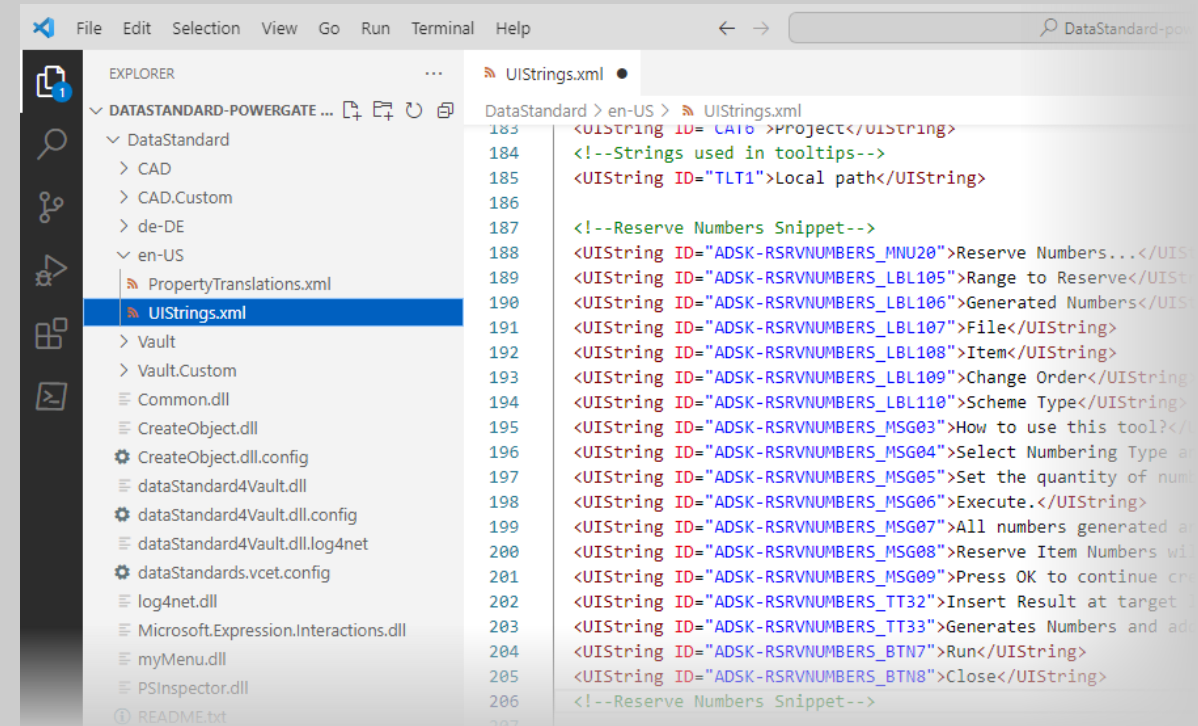 File Edit Selection View Go Run Terminal Help
DataStandard-pow
EXPLORER
1
DATASTANDARD-POWERGATE ...
DataStandard
CAD
CAD.Custom
de-DE
en-US
PropertyTranslations.xml
UIStrings.xml
Vault
Vault.Custom
Common.dll
CreateObject.dll
CreateObject.dll.config
dataStandard4Vault.dll
dataStandard4Vault.dll.config
dataStandard4Vault.dll.log4net
dataStandards.vcet.config
log4net.dll
Microsoft.Expression.Interactions.dll
myMenu.dll
PSInspector.dll
README.txt
UIStrings.xml
DataStandard > en-US > UIStrings.xml
183 <UIString ID="CAT6">Project</UIString>
184 <!--Strings used in tooltips-->
185 <UIString ID="TLT1">Local path</UIString>
186
187 <!--Reserve Numbers Snippet-->
188 <UIString ID="ADSK-RSRVNUMBERS_MNU20">Reserve Numbers...</UIS
189 <UIString ID="ADSK-RSRVNUMBERS_LBL105">Range to Reserve</UIStr
190 <UIString ID="ADSK-RSRVNUMBERS_LBL106">Generated Numbers</UIS
191 <UIString ID="ADSK-RSRVNUMBERS_LBL107">File</UIString>
192 <UIString ID="ADSK-RSRVNUMBERS_LBL108">Item</UIString>
193 <UIString ID="ADSK-RSRVNUMBERS_LBL109">Change Order</UIString
194 <UIString ID="ADSK-RSRVNUMBERS_LBL110">Scheme Type</UIString>
195 <UIString ID="ADSK-RSRVNUMBERS_MSG03">How to use this tool?</
196 <UIString ID="ADSK-RSRVNUMBERS_MSG04">Select Numbering Type
197 <UIString ID="ADSK-RSRVNUMBERS_MSG05">Set the quantity of num
198 <UIString ID="ADSK-RSRVNUMBERS_MSG06">Execute.</UIString>
199 <UIString ID="ADSK-RSRVNUMBERS_MSG07">All numbers generated
200 <UIString ID="ADSK-RSRVNUMBERS_MSG08">Reserve Item Numbers wi
201 <UIString ID="ADSK-RSRVNUMBERS_MSG09">Press OK to continue
202 <UIString ID="ADSK-RSRVNUMBERS_TT32">Insert Result at target
203 <UIString ID="ADSK-RSRVNUMBERS_TT33">Generates Numbers and
204 <UIString ID="ADSK-RSRVNUMBERS_BTN7">Run</UIString>
205 <UIString ID="ADSK-RSRVNUMBERS_BTN8">Close</UIString>
206 <!--Reserve Numbers Snippet-->
207